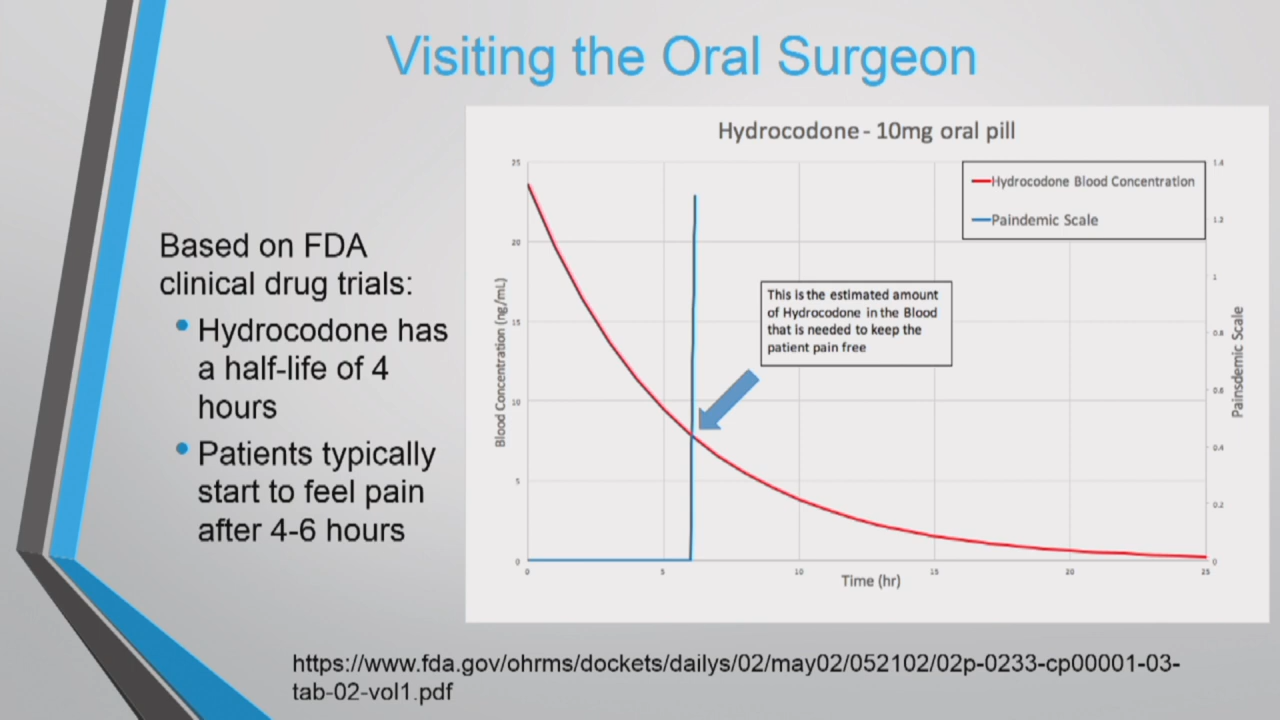 Visiting the Oral Surgeon
Based on FDA
clinical drug trials:
Hydrocodone has
a half-life of 4
hours
Patients typically
start to feel pain
after 4-6 hours
Hydrocodone - 10mg oral pill
Hydrocodone Blood Concentration
Paindemic Scale
This is the estimated amount
of Hydrocodone in the Blood
that is needed to keep the
patient pain free
Blood Concentration (ng/mL)
25
20
15
10
5
0
0
5
10
15
20
25
Time (hr)
1.4
1.2
1
0.8
0.6
0.4
0.2
0
Painsdemic Scale
https://www.fda.gov/ohrms/dockets/dailys/02/may02/052102/02p-0233-cp00001-03-
tab-02-vol1.pdf